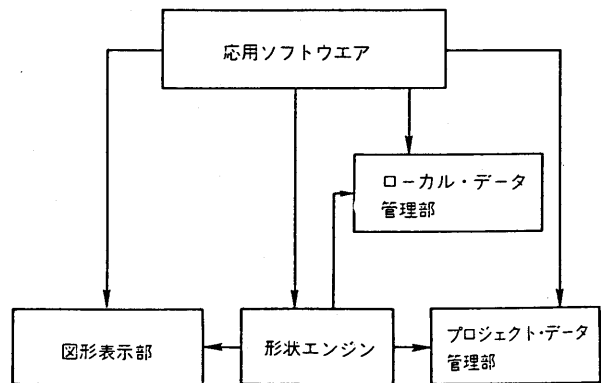 応用ソフトウエア
ローカル・データ
管理部
図形表示部
形状エンジン
プロジェクト・データ
管理部